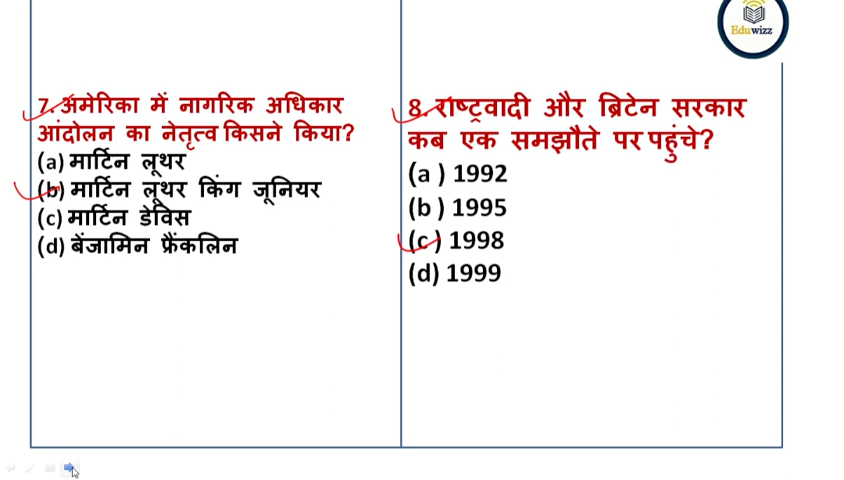 Eduwizz
7. अमेरिका में नागरिक अधिकार
आंदोलन का नेतृत्व किसने किया?
(a) मार्टिन लूथर
(b) मार्टिन लूथर किंग जूनियर
(c) मार्टिन डेविस
(d) बेंजामिन फ्रैंकलिन
8. राष्ट्रवादी और ब्रिटेन सरकार
कब एक समझौते पर पहुंचे?
(a ) 1992
(b ) 1995
(c ) 1998
(d) 1999